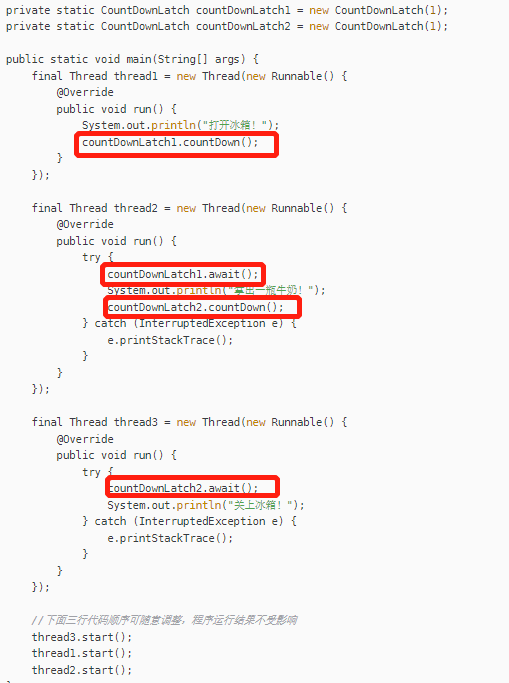 private static CountDownLatch countDownLatch1 = new CountDownLatch(1);
private static CountDownLatch countDownLatch2 = new CountDownLatch(1);
public static void main(String[] args) {
final Thread thread1 = new Thread(new Runnable() {
@Override
public void run() {
System.out.println("打开冰箱！");
countDownLatch1.countDown();
}
});
final Thread thread2 = new Thread(new Runnable() {
@Override
public void run() {
try {
countDownLatch1.await();
System.out.println("拿出一瓶牛奶！");
countDownLatch2.countDown();
} catch (InterruptedException e) {
e.printStackTrace();
}
}
});
final Thread thread3 = new Thread(new Runnable() {
@Override
public void run() {
try {
countDownLatch2.await();
System.out.println("关上冰箱！");
} catch (InterruptedException e) {
e.printStackTrace();
}
}
});
//下面三行代码顺序可随意调整，程序运行结果不受影响
thread3.start();
thread1.start();
thread2.start();
}